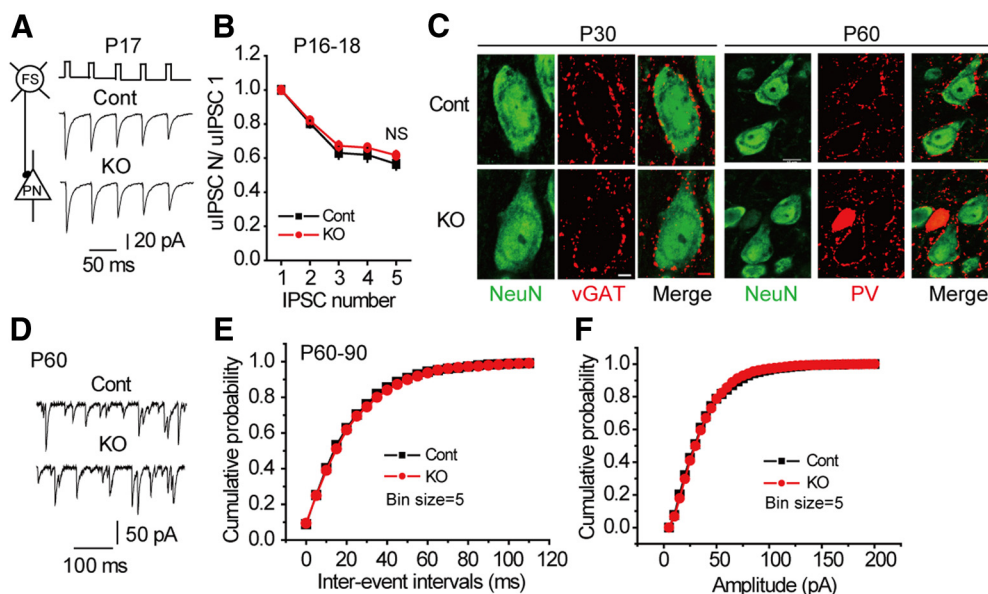 A
P17
FS
Cont
KO
PN
20 pA
50 ms
B
P16-18
uIPSC N/ uIPSC 1
1.2
1.0
0.8
0.6
0.4
0.2
0.0
NS
Cont
KO
1 2 3 4 5
IPSC number
C
P30
P60
Cont
KO
NeuN vGAT Merge
NeuN PV Merge
D
P60
Cont
KO
50 pA
100 ms
E
P60-90
Cumulative probability
1.0
0.8
0.6
0.4
0.2
0.0
Cont
KO
Bin size=5
0 20 40 60 80 100 120
Inter-event intervals (ms)
F
Cumulative probability
1.0
0.8
0.6
0.4
0.2
0.0
Cont
KO
Bin size=5
0 50 100 150 200
Amplitude (pA)